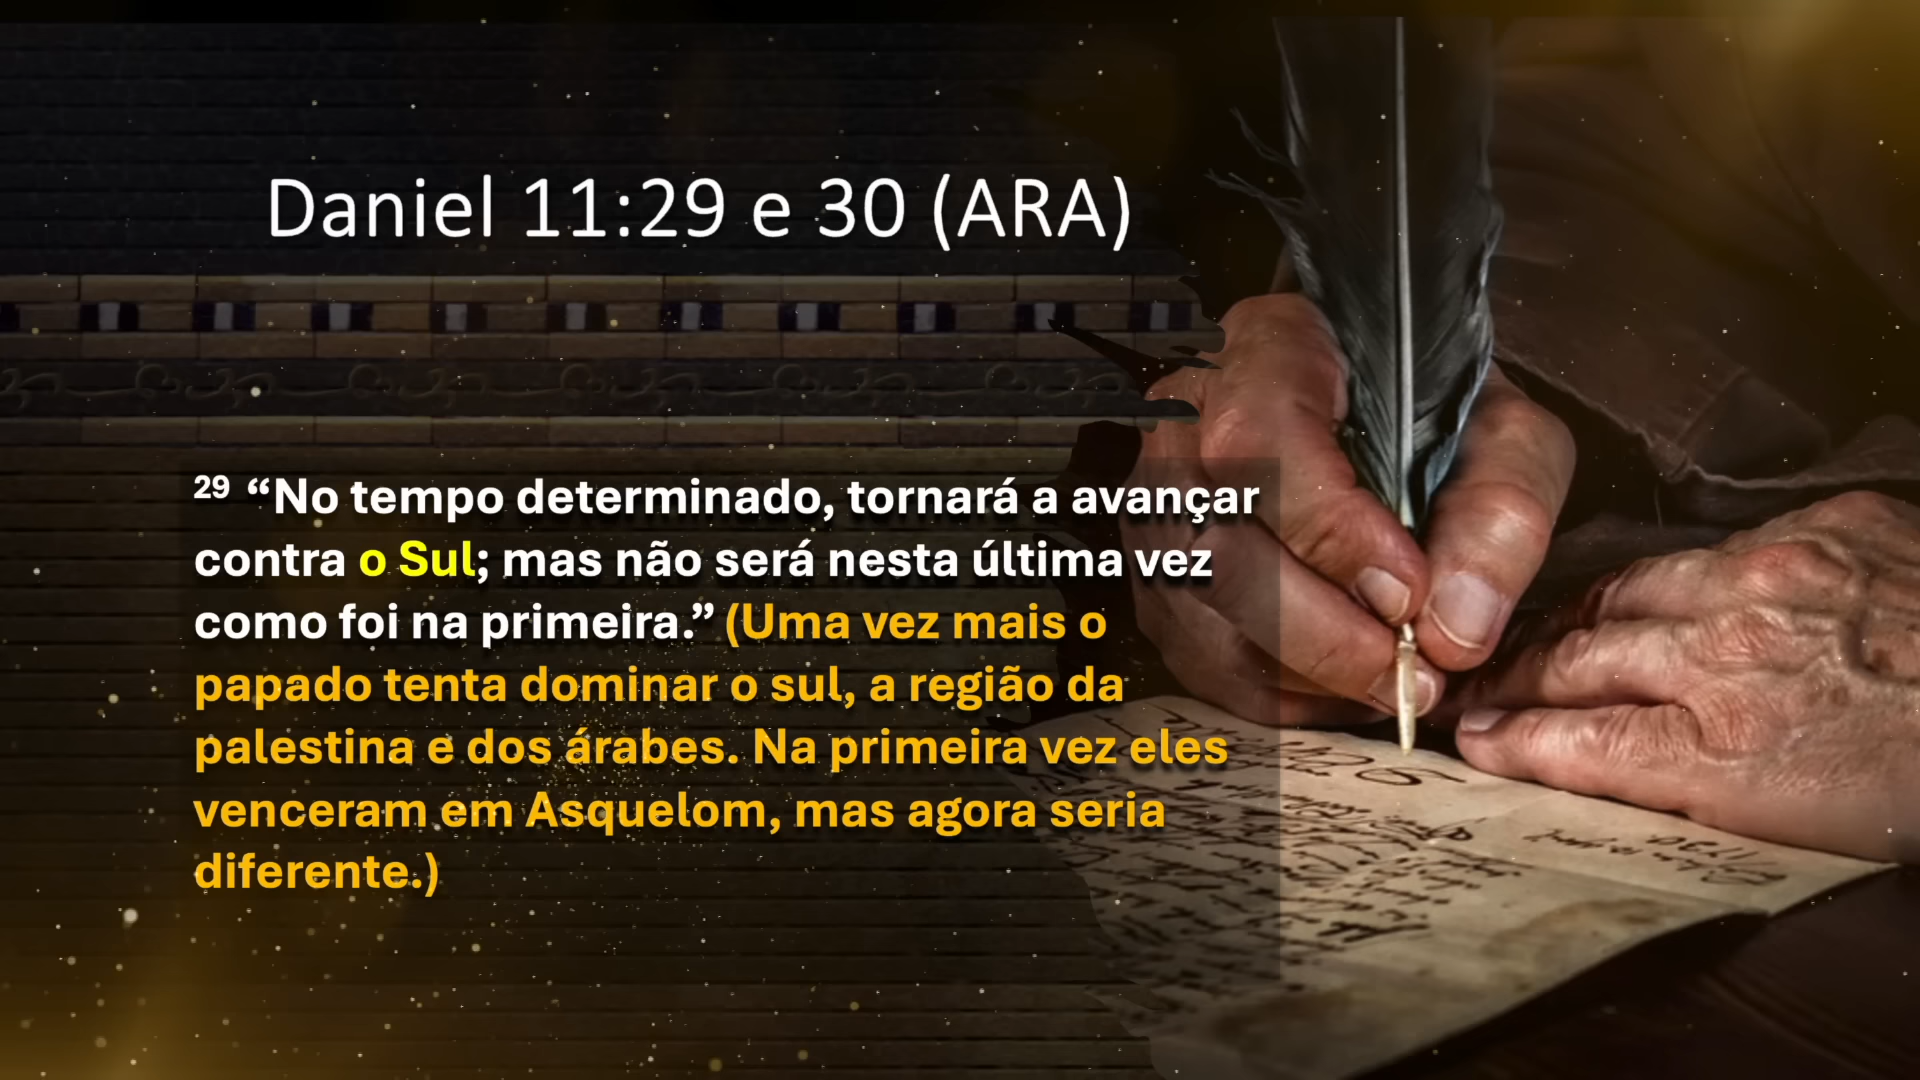 Daniel 11:29 e 30 (ARA)
29 “No tempo determinado, tornará a avançar
contra o Sul; mas não será nesta última vez
como foi na primeira.” (Uma vez mais o
papado tenta dominar o sul, a região da
palestina e dos árabes. Na primeira vez eles
venceram em Asquelom, mas agora seria
diferente.)